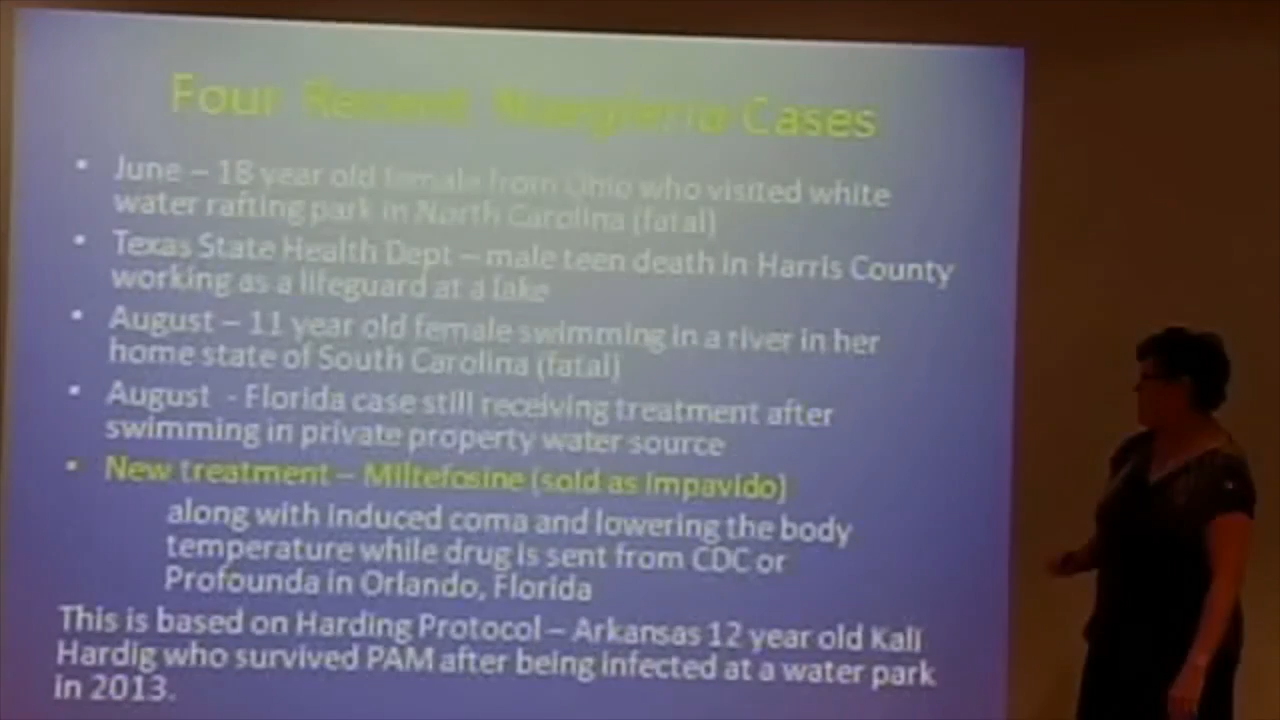 Four Recent Naegleria Cases
• June – 18 year old female from Ohio who visited white
water rafting park in North Carolina (fatal)
• Texas State Health Dept – male teen death in Harris County
working as a lifeguard at a lake
• August – 11 year old female swimming in a river in her
home state of South Carolina (fatal)
• August - Florida case still receiving treatment after
swimming in private property water source
• New treatment – Miltefosine (sold as Impavido)
along with induced coma and lowering the body
temperature while drug is sent from CDC or
Profounda in Orlando, Florida
This is based on Harding Protocol – Arkansas 12 year old Kali
Hardig who survived PAM after being infected at a water park
in 2013.